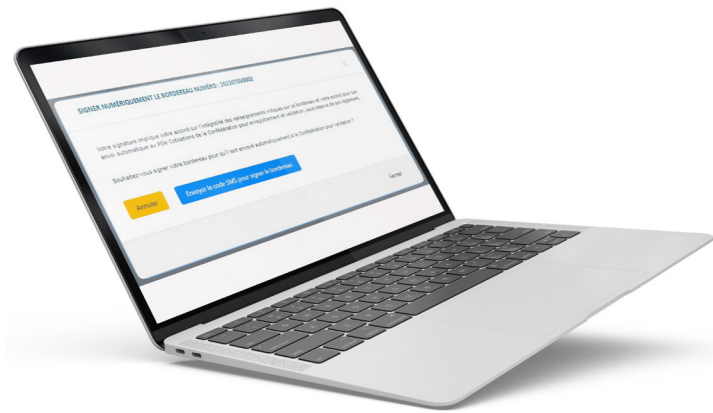 SIGNER NUMÉRIQUEMENT LE BORDEREAU NUMÉRO : 202307050002
Votre signature implique votre accord sur l'intégralité des renseignements indiqués sur ce bordereau et votre accord pour son
envoi automatique au Pôle Cotisations de la Confédération pour enregistrement et validation, sous réserve de son règlement.
Souhaitez-vous signer votre bordereau pour qu'il soit envoyé automatiquement à la Confédération pour validation ?
Annuler
Envoyer le code SMS pour signer le bordereau
Fermer